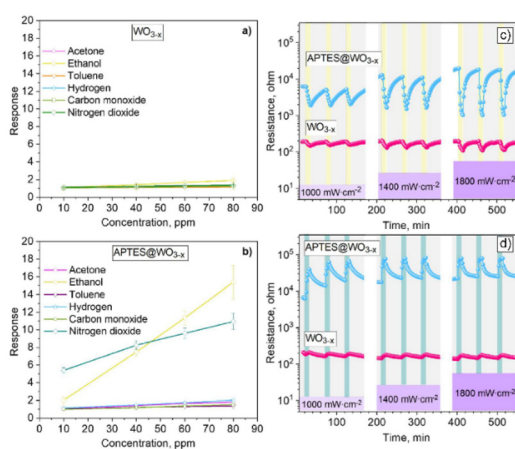 WO3-x
a)
Acetone
Ethanol
Toluene
Hydrogen
Carbon monoxide
Nitrogen dioxide
Response
20
18
16
14
12
10
8
6
4
2
0
0 10 20 30 40 50 60 70 80 90
Concentration, ppm
APTES@WO3-x
b)
Acetone
Ethanol
Toluene
Hydrogen
Carbon monoxide
Nitrogen dioxide
Response
20
18
16
14
12
10
8
6
4
2
0
0 10 20 30 40 50 60 70 80 90
Concentration, ppm
c)
APTES@WO3-x
WO3-x
Resistance, ohm
10^5
10^4
10^3
10^2
10^1
1000 mW·cm-2
1400 mW·cm-2
1800 mW·cm-2
0 100 200 300 400 500
Time, min
APTES@WO3-x
d)
WO3-x
Resistance, ohm
10^5
10^4
10^3
10^2
10^1
1000 mW·cm-2
1400 mW·cm-2
1800 mW·cm-2
0 100 200 300 400 500
Time, min